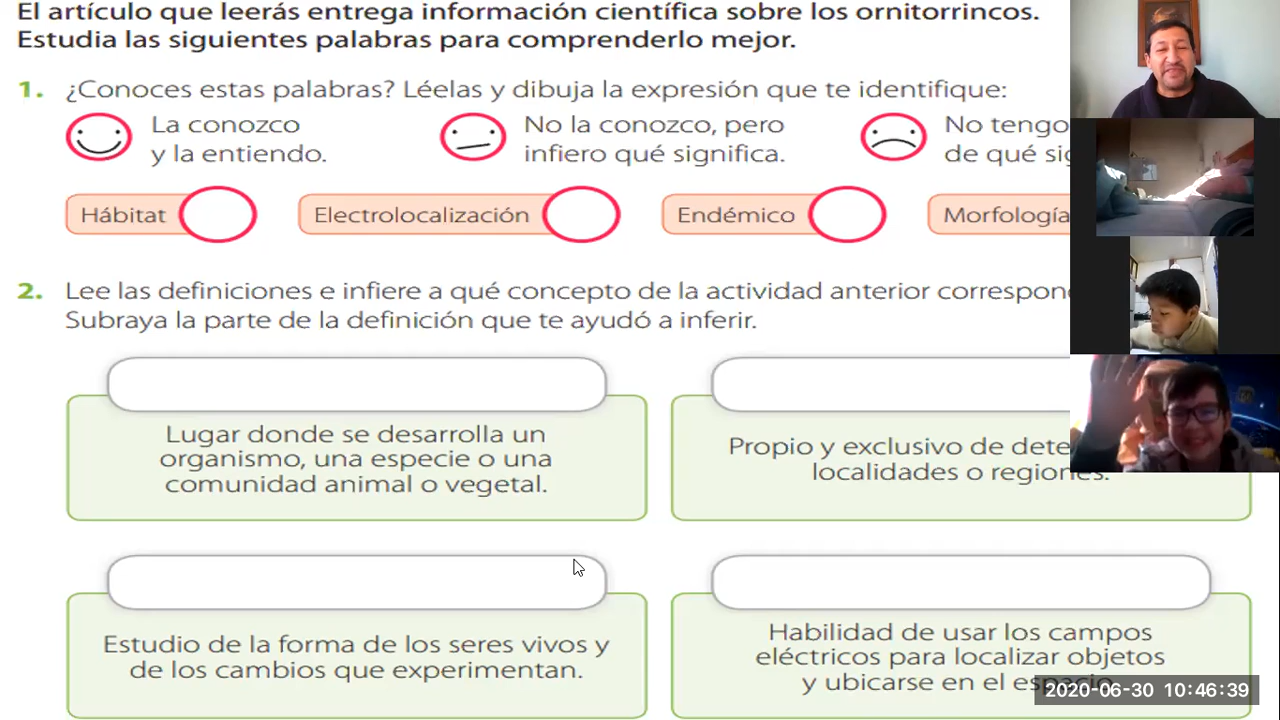 El artículo que leerás entrega información científica sobre los ornitorrincos.
Estudia las siguientes palabras para comprenderlo mejor.
1. ¿Conoces estas palabras? Léelas y dibuja la expresión que te identifique:
La conozco
y la entiendo.
No la conozco, pero
infiero qué significa.
No tengo
de qué
Hábitat
Electrolocalización
Endémico
Morfología
2. Lee las definiciones e infiere a qué concepto de la actividad anterior
Subraya la parte de la definición que te ayudó a inferir.
Lugar donde se desarrolla un
organismo, una especie o una
comunidad animal o vegetal.
Propio y exclusivo de
localidades o regiones.
Estudio de la forma de los seres vivos y
de los cambios que experimentan.
Habilidad de usar los campos
eléctricos para localizar objetos
y ubicarse en el espacio.
2020-06-30 10:46:39